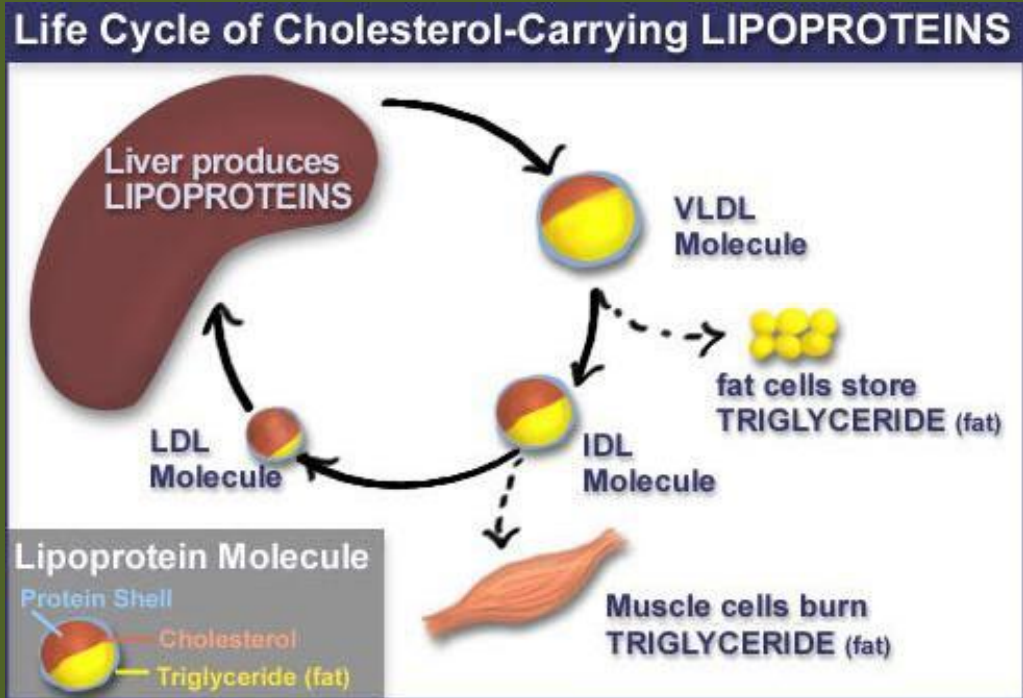 Life Cycle of Cholesterol-Carrying LIPOPROTEINS
Liver produces
LIPOPROTEINS
VLDL
Molecule
fat cells store
TRIGLYCERIDE (fat)
IDL
Molecule
LDL
Molecule
Muscle cells burn
TRIGLYCERIDE (fat)
Lipoprotein Molecule
Protein Shell
Cholesterol
Triglyceride (fat)